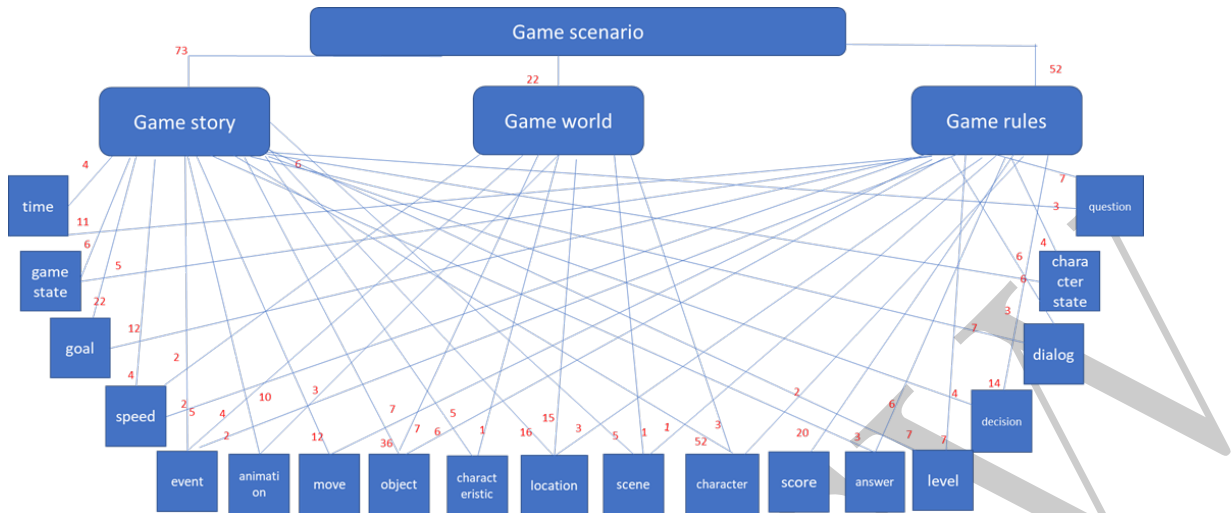 Game scenario
73
22
52
Game story
Game world
Game rules
4
6
7
time
question
11
3
6
4
game
state
5
6
chara
cter state
6
22
3
goal
12
7
dialog
2
4
speed
2
5
4
10
3
7
5
15
3
2
4
14
decision
2
12
36
7
6
1
16
3
5
1
1
52
20
6
3
7
7
event
animati
on
move
object
charact
eristic
location
scene
character
score
answer
level